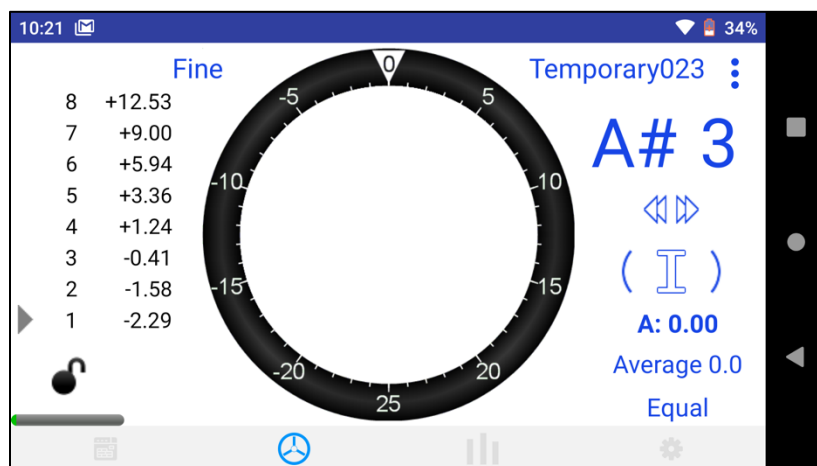 10:21 34%
Fine
Temporary023
8 +12.53
7 +9.00
6 +5.94
5 +3.36
4 +1.24
3 -0.41
2 -1.58
1 -2.29
0
-5 5
-10 10
-15 15
-20 20
25
A# 3
( I )
A: 0.00
Average 0.0
Equal